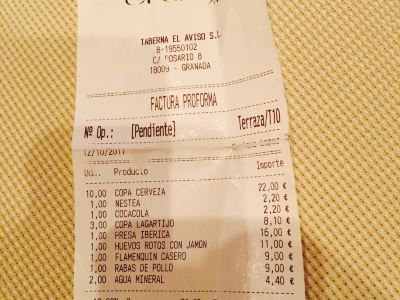 TABERNA EL AVISO S.L.
B-19550102
C/ ROSARIO 8
18009 - GRANADA
FACTURA PROFORMA
Nº Op.: [Pendiente] Terraza/T10
12/10/2017
Ud. Producto Importe
10,00 COPA CERVEZA 22,00 €
1,00 NESTEA 2,20 €
1,00 COCACOLA 2,20 €
3,00 COPA LAGARTIJO 8,10 €
1,00 PRESA IBERICA 16,00 €
1,00 HUEVOS ROTOS CON JAMON 11,00 €
1,00 FLAMENQUIN CASERO 9,00 €
1,00 RABAS DE POLLO 9,00 €
2,00 AGUA MINERAL 4,40 €